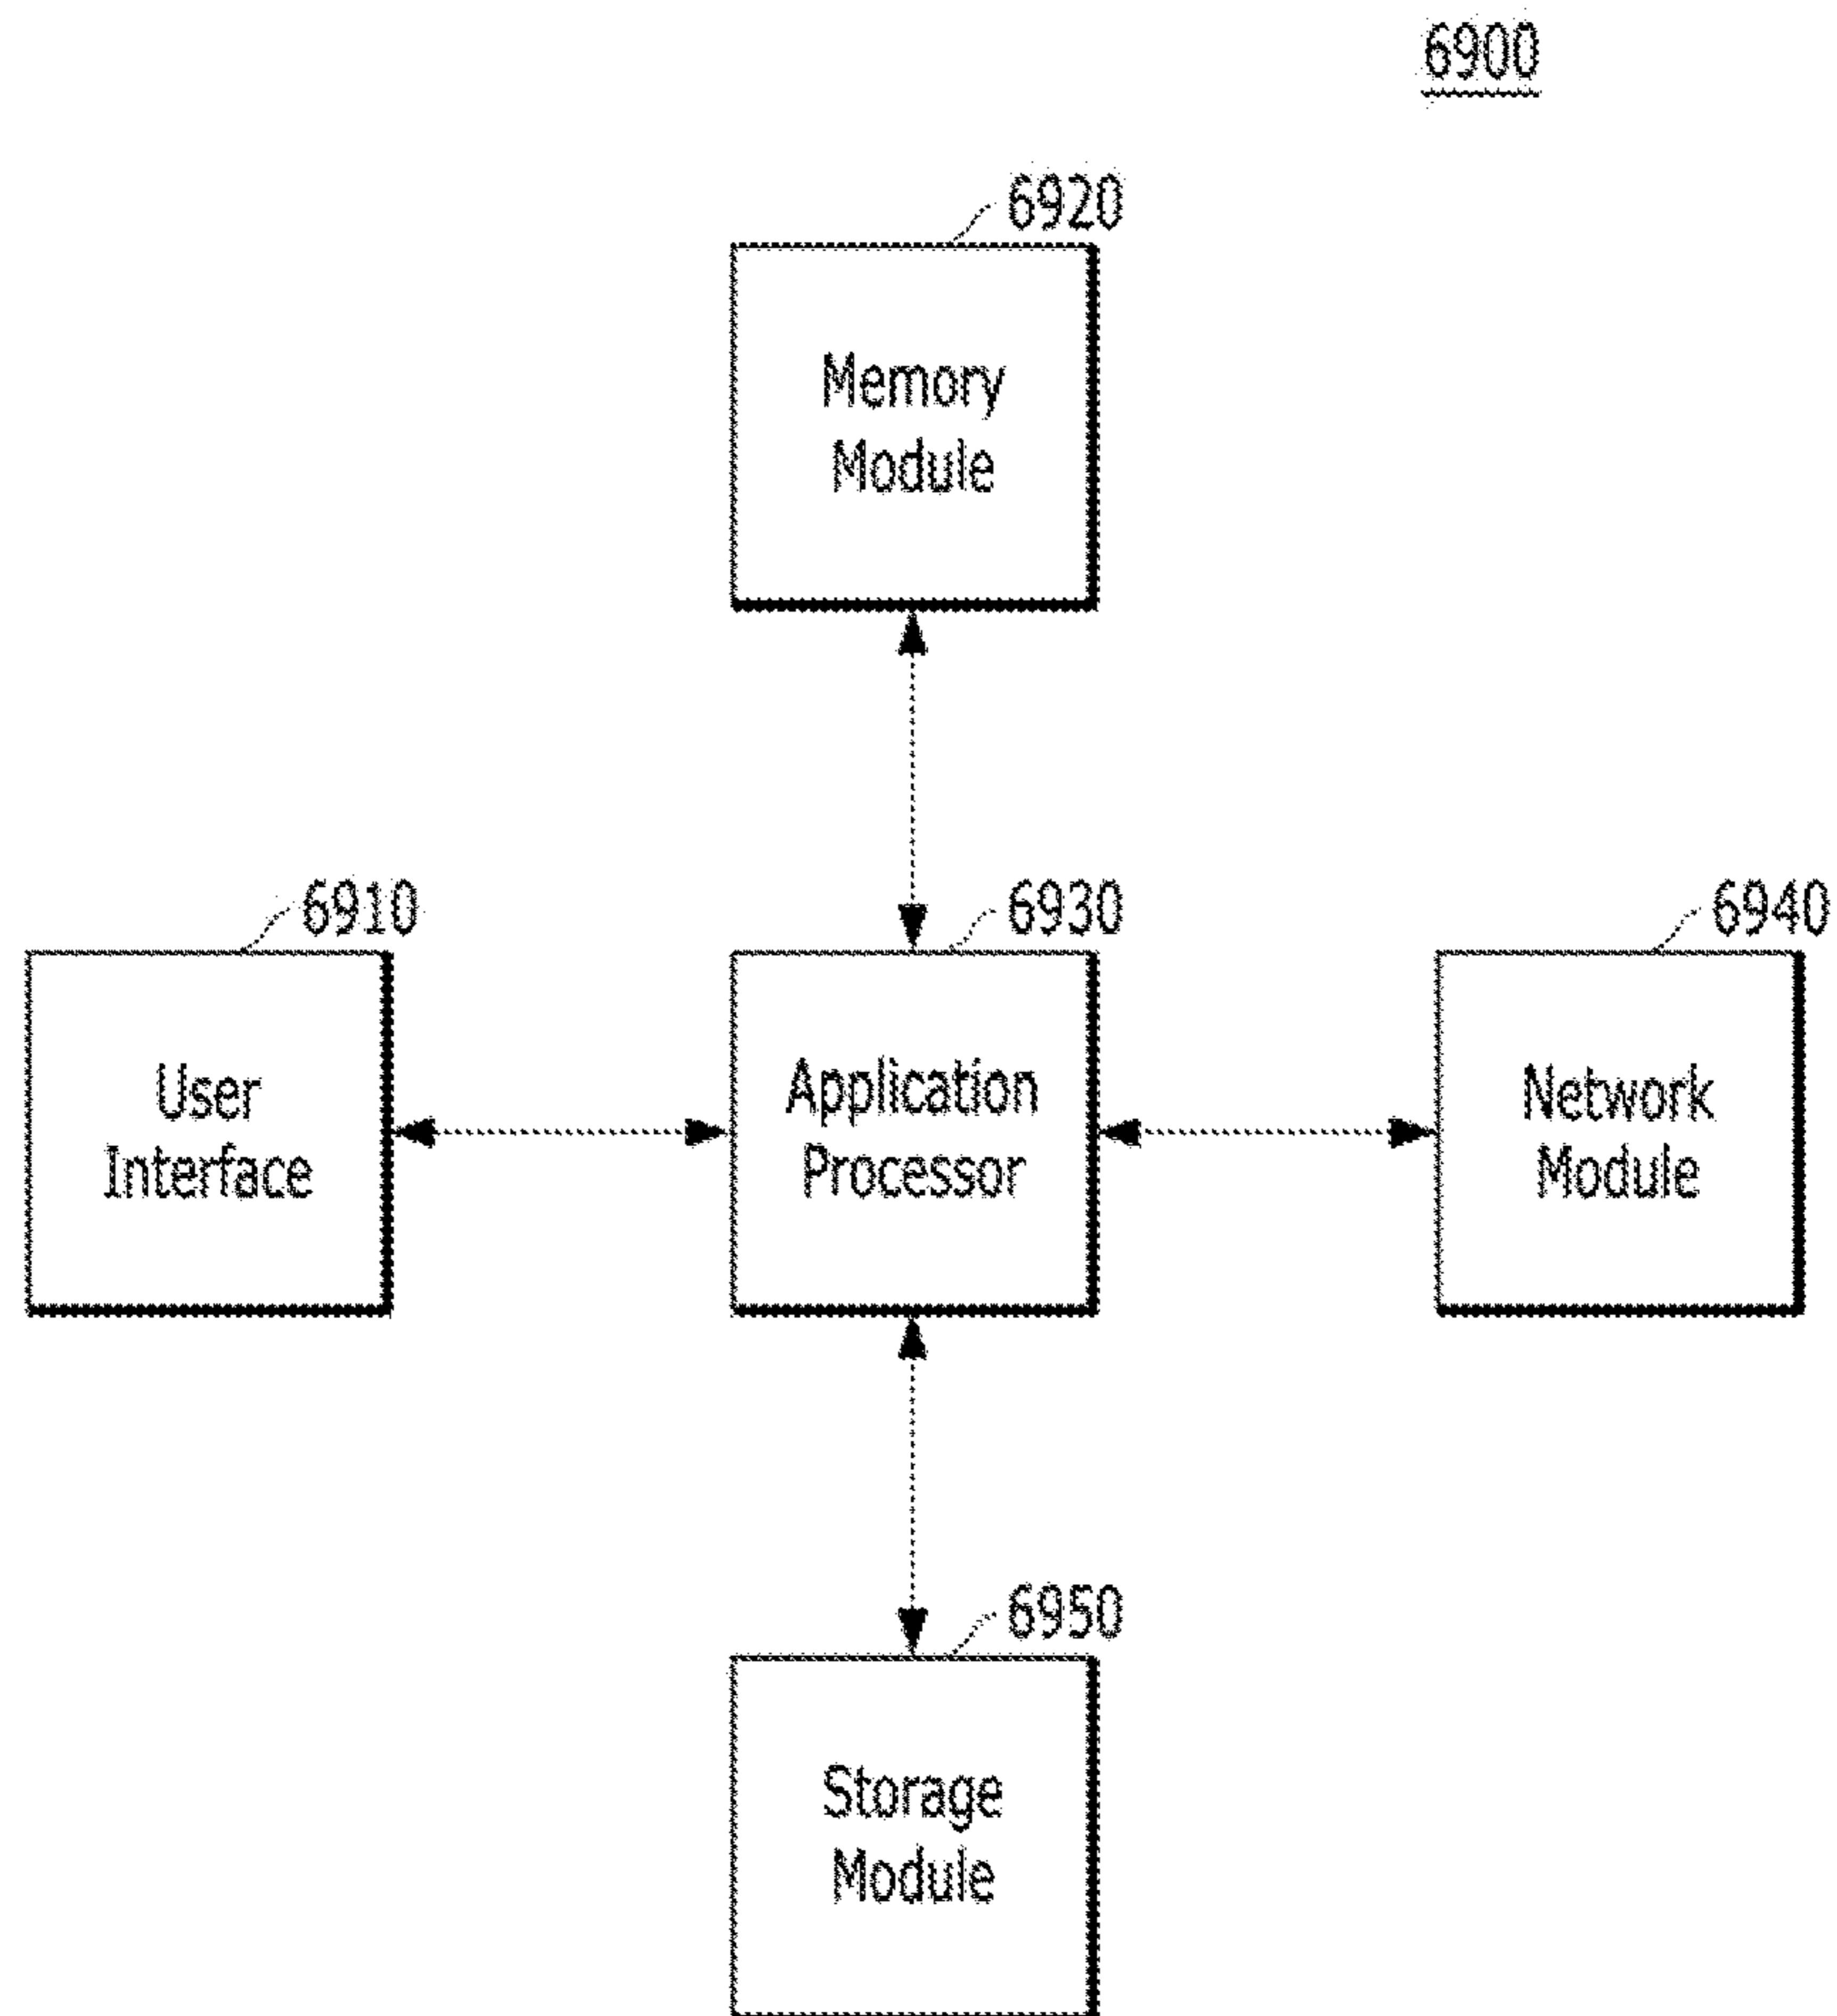 6900
6920
Memory
Module
6910
6930
6940
User
Interface
Application
Processor
Network
Module
6950
Storage
Module